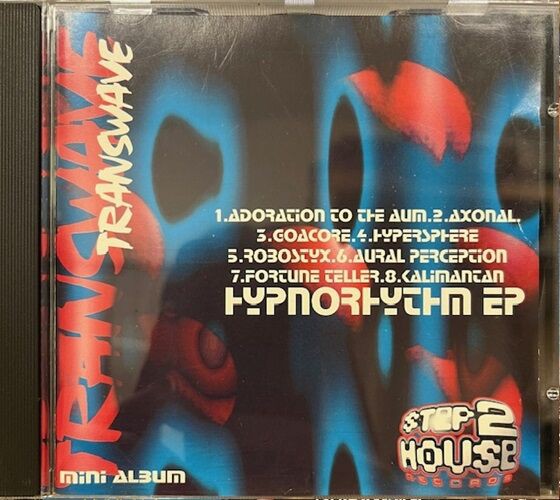 TRANSWAVE
TRANSWAVE
1.ADORATION TO THE AUM.2.AXONAL.
3.GOACORE.4.HYPERSPHERE
5.ROBOSTYX.6.AURAL PERCEPTION
7.FORTUNE TELLER.8.KALIMANTAN
HYPNORHYTHM EP
STOP 2
HOUSE
RECORDS
MINI ALBUM